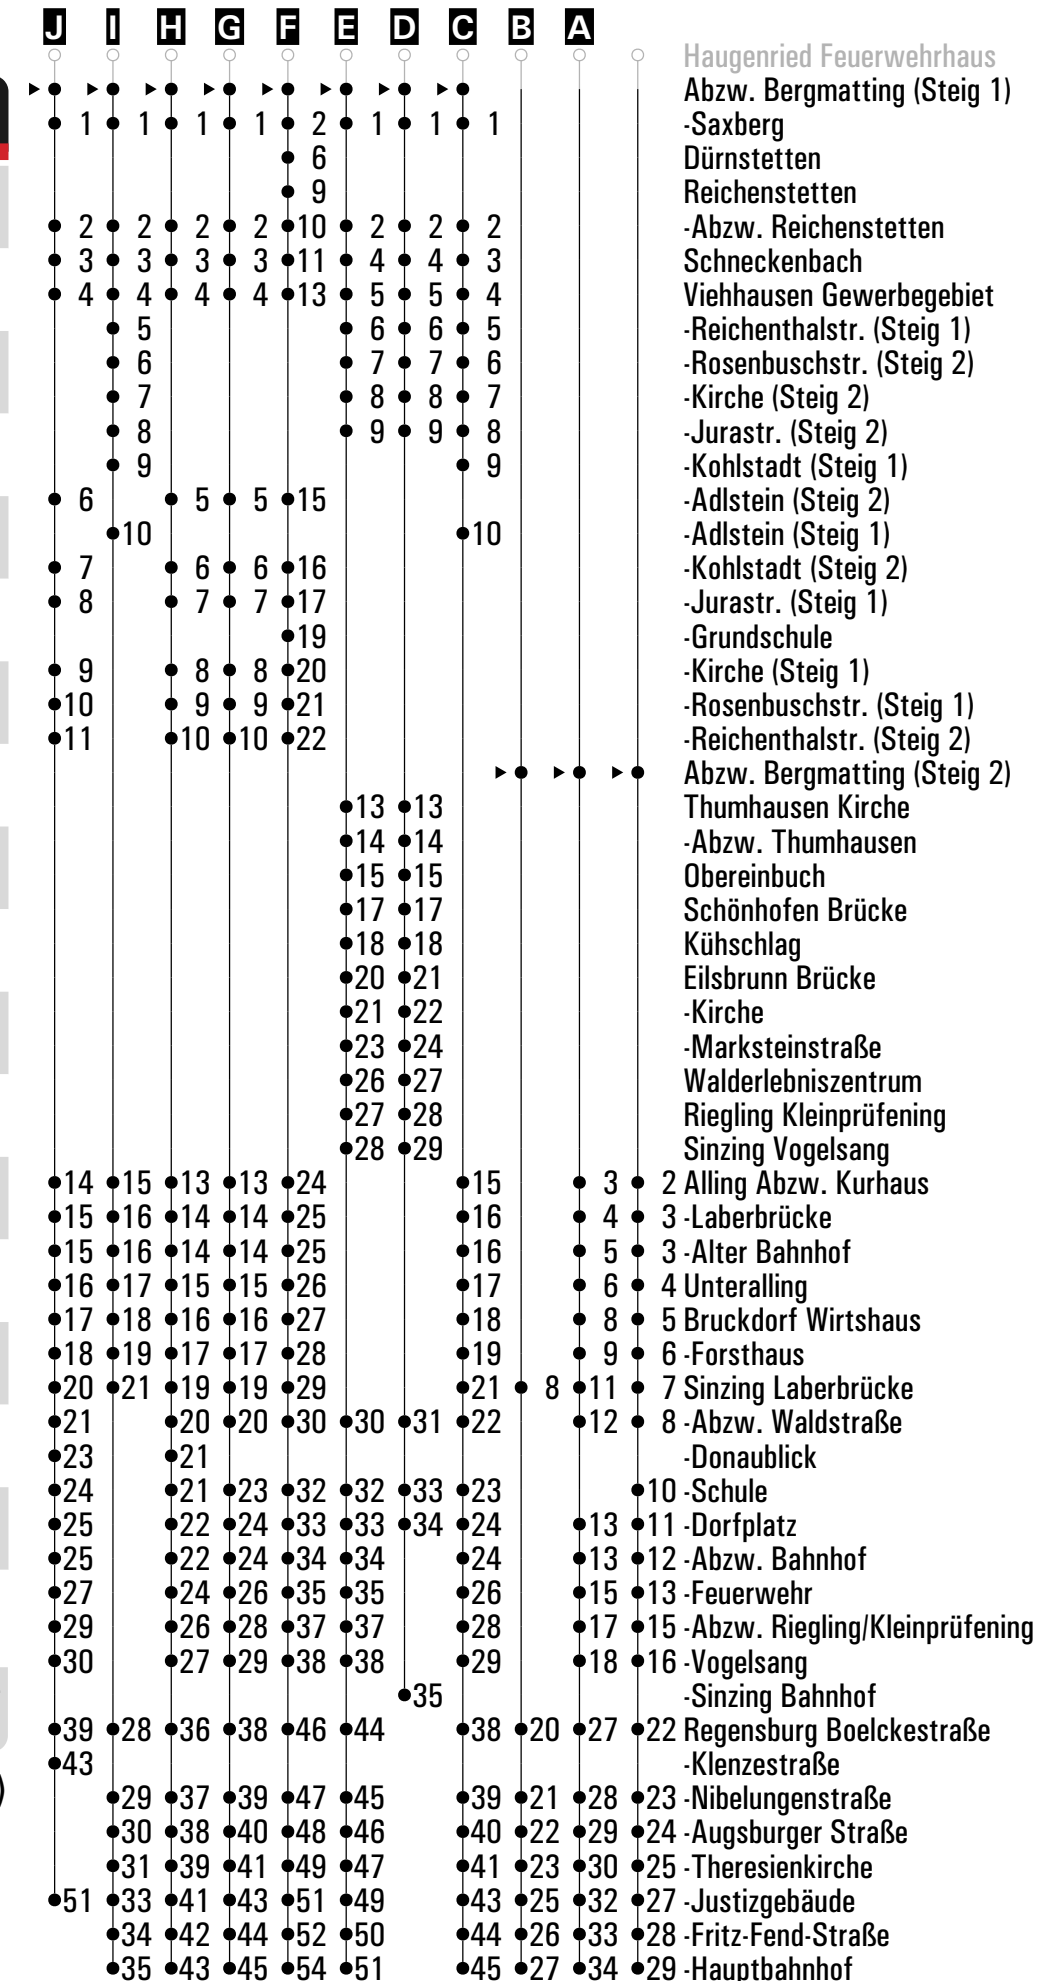 J I H G F E D C B A
Haugenried Feuerwehrhaus
Abzw. Bergmatting (Steig 1)
1 1 1 1 2 1 1 1 -Saxberg
6 Dürnstetten
9 Reichenstetten
2 2 2 2 10 2 2 2 -Abzw. Reichenstetten
3 3 3 3 11 4 4 3 Schneckenbach
4 4 4 4 13 5 5 4 Viehhausen Gewerbegebiet
5 6 6 5 -Reichenthalstr. (Steig 1)
6 7 7 6 -Rosenbuschstr. (Steig 2)
7 8 8 7 -Kirche (Steig 2)
8 9 9 8 -Jurastr. (Steig 2)
9 9 -Kohlstadt (Steig 1)
6 5 5 15 -Adlstein (Steig 2)
10 10 -Adlstein (Steig 1)
7 6 6 16 -Kohlstadt (Steig 2)
8 7 7 17 -Jurastr. (Steig 1)
19 -Grundschule
9 8 8 20 -Kirche (Steig 1)
10 9 9 21 -Rosenbuschstr. (Steig 1)
11 10 10 22 -Reichenthalstr. (Steig 2)
Abzw. Bergmatting (Steig 2)
13 13 Thumhausen Kirche
14 14 -Abzw. Thumhausen
15 15 Obereinbuch
17 17 Schönhofen Brücke
18 18 Kühschlag
20 21 Eilsbrunn Brücke
21 22 -Kirche
23 24 -Marksteinstraße
26 27 Walderlebniszentrum
27 28 Riegling Kleinprüfening
28 29 Sinzing Vogelsang
14 15 13 13 24 15 3 2 Alling Abzw. Kurhaus
15 16 14 14 25 16 4 3 -Laberbrücke
15 16 14 14 25 16 5 3 -Alter Bahnhof
16 17 15 15 26 17 6 4 Unteralling
17 18 16 16 27 18 8 5 Bruckdorf Wirtshaus
18 19 17 17 28 19 9 6 -Forsthaus
20 21 19 19 29 21 8 11 7 Sinzing Laberbrücke
21 20 20 30 30 31 22 12 8 -Abzw. Waldstraße
23 21 -Donaublick
24 21 23 32 32 33 23 10 -Schule
25 22 24 33 33 34 24 13 11 -Dorfplatz
25 22 24 34 34 24 13 12 -Abzw. Bahnhof
27 24 26 35 35 26 15 13 -Feuerwehr
29 26 28 37 37 28 17 15 -Abzw. Riegling/Kleinprüfening
30 27 29 38 38 29 18 16 -Vogelsang
35 -Sinzing Bahnhof
39 28 36 38 46 44 38 20 27 22 Regensburg Boelckestraße
43 -Klenzestraße
29 37 39 47 45 39 21 28 23 -Nibelungenstraße
30 38 40 48 46 40 22 29 24 -Augsburger Straße
31 39 41 49 47 41 23 30 25 -Theresienkirche
51 33 41 43 51 49 43 25 32 27 -Justizgebäude
34 42 44 52 50 44 26 33 28 -Fritz-Fend-Straße
35 43 45 54 51 45 27 34 29 -Hauptbahnhof